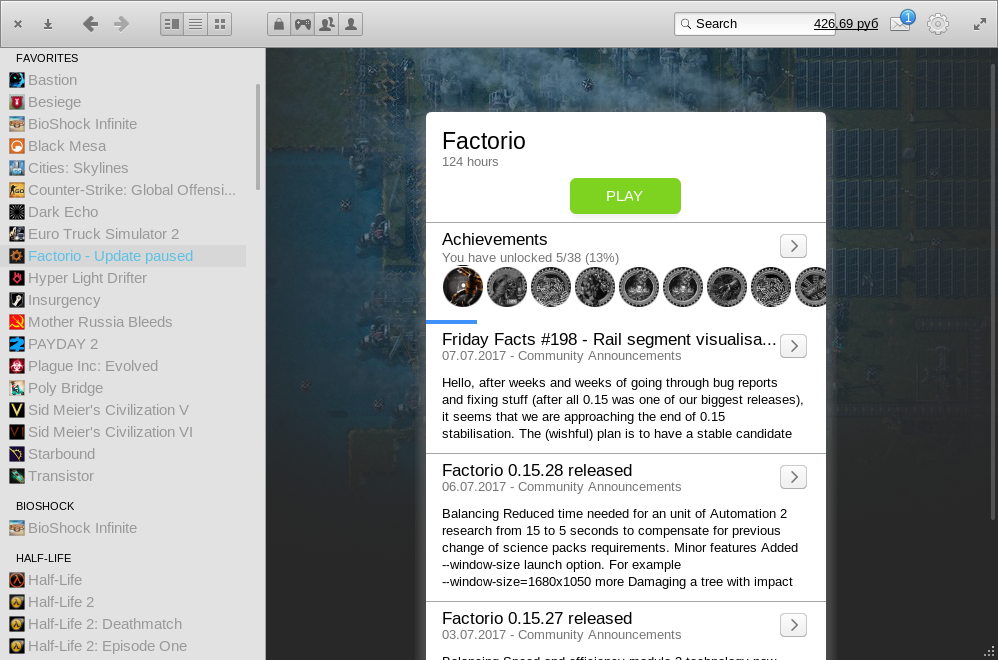 Search
426,69 руб
1
FAVORITES
Bastion
Besiege
BioShock Infinite
Black Mesa
Cities: Skylines
Counter-Strike: Global Offensi...
Dark Echo
Euro Truck Simulator 2
Factorio - Update paused
Hyper Light Drifter
Insurgency
Mother Russia Bleeds
PAYDAY 2
Plague Inc: Evolved
Poly Bridge
Sid Meier's Civilization V
Sid Meier's Civilization VI
Starbound
Transistor
BIOSHOCK
BioShock Infinite
HALF-LIFE
Half-Life
Half-Life 2
Half-Life 2: Deathmatch
Half-Life 2: Episode One
Factorio
124 hours
PLAY
Achievements
You have unlocked 5/38 (13%)
Friday Facts #198 - Rail segment visualisa...
07.07.2017 - Community Announcements
Hello, after weeks and weeks of going through bug reports
and fixing stuff (after all 0.15 was one of our biggest releases),
it seems that we are approaching the end of 0.15
stabilisation. The (wishful) plan is to have a stable candidate
Factorio 0.15.28 released
06.07.2017 - Community Announcements
Balancing Reduced time needed for an unit of Automation 2
research from 15 to 5 seconds to compensate for previous
change of science packs requirements. Minor features Added
--window-size launch option. For example
--window-size=1680x1050 more Damaging a tree with impact
Factorio 0.15.27 released
03.07.2017 - Community Announcements
Balancing Speed and efficiency module 3 technology now